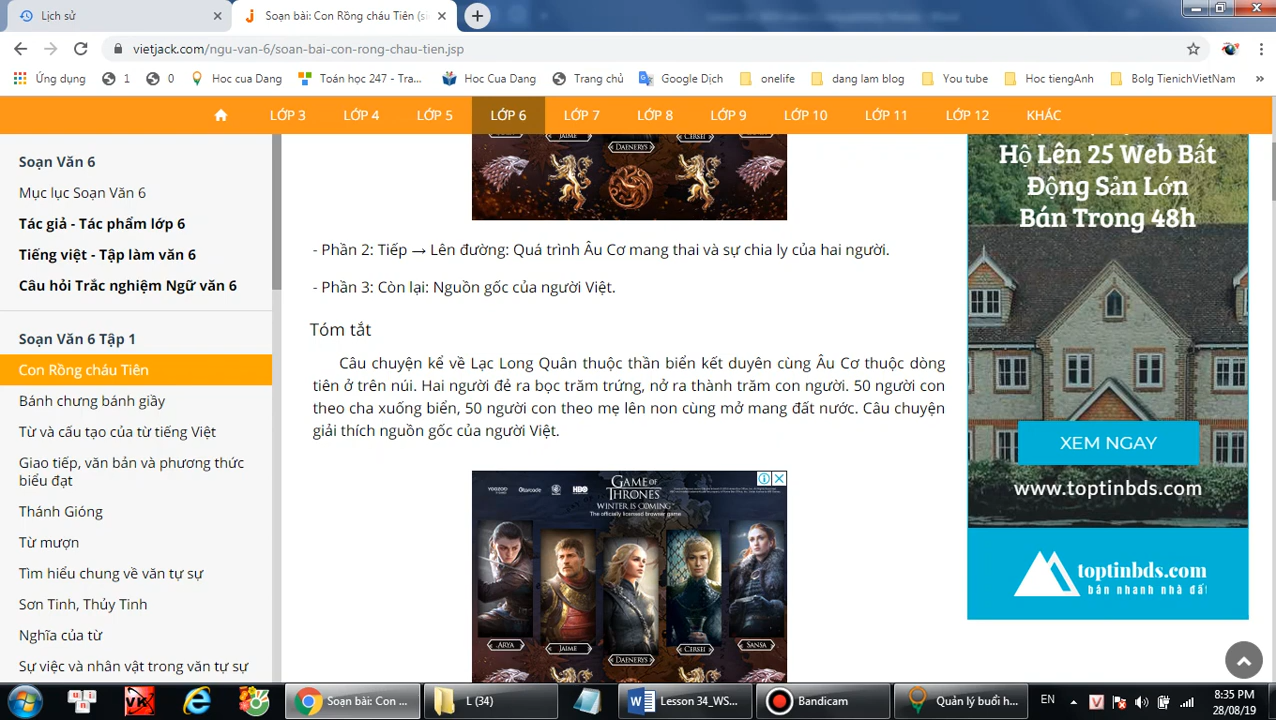 Lịch sử
Soạn bài: Con Rồng cháu Tiên (s
vietjack.com/ngu-van-6/soan-bai-con-rong-chau-tien.jsp
Ứng dụng
1
0
Hoc cua Dang
Toán học 247 - Tra...
Hoc Cua Dang
Trang chủ
Google Dịch
onelife
dang lam blog
You tube
Hoc tiengAnh
Bolg TienichVietNam
»
LỚP 3
LỚP 4
LỚP 5
LỚP 6
LỚP 7
LỚP 8
LỚP 9
LỚP 10
LỚP 11
LỚP 12
KHÁC
Soạn Văn 6
Mục lục Soạn Văn 6
Tác giả - Tác phẩm lớp 6
Tiếng việt - Tập làm văn 6
Câu hỏi Trắc nghiệm Ngữ văn 6
Soạn Văn 6 Tập 1
Con Rồng cháu Tiên
Bánh chưng bánh giầy
Từ và cấu tạo của từ tiếng Việt
Giao tiếp, văn bản và phương thức
biểu đạt
Thánh Gióng
Từ mượn
Tìm hiểu chung về văn tự sự
Sơn Tinh, Thủy Tinh
Nghĩa của từ
Sự việc và nhân vật trong văn tự sự
JAIME
DAENERYS
CERSEI
- Phần 2: Tiếp → Lên đường: Quá trình Âu Cơ mang thai và sự chia ly của hai người.
- Phần 3: Còn lại: Nguồn gốc của người Việt.
Tóm tắt
Câu chuyện kể về Lạc Long Quân thuộc thần biển kết duyên cùng Âu Cơ thuộc dòng
tiên ở trên núi. Hai người đẻ ra bọc trăm trứng, nở ra thành trăm con người. 50 người con
theo cha xuống biển, 50 người con theo mẹ lên non cùng mở mang đất nước. Câu chuyện
giải thích nguồn gốc của người Việt.
YOOZOO
HBO
GAME OF
THRONES
WINTER IS COMING
The officially licensed browser game
ARYA
JAIME
DAENERYS
CERSEI
SANSA
Hộ Lên 25 Web Bất
Động Sản Lớn
Bán Trong 48h
XEM NGAY
www.toptinbds.com
toptinbds.com
bán nhanh nhà đấ
Soạn bài: Con ...
L (34)
Lesson 34_WS...
Bandicam
Quản lý buổi h...
EN
8:35 PM
28/08/19